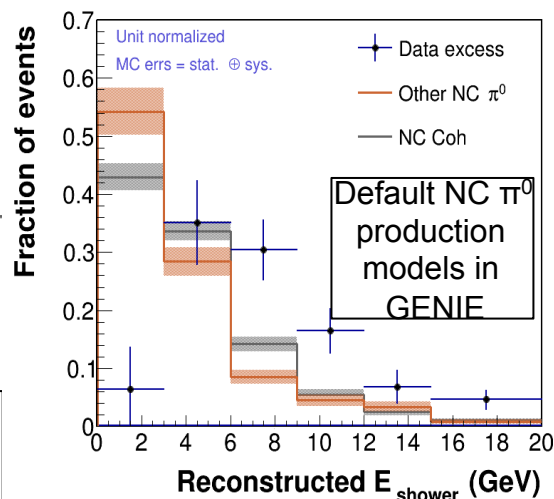 Unit normalized
MC errs = stat. ⊕ sys.
Data excess
Other NC π⁰
NC Coh
Default NC π⁰
production
models in
GENIE
Fraction of events
0.7
0.6
0.5
0.4
0.3
0.2
0.1
0
0 2 4 6 8 10 12 14 16 18 20
Reconstructed E shower (GeV)